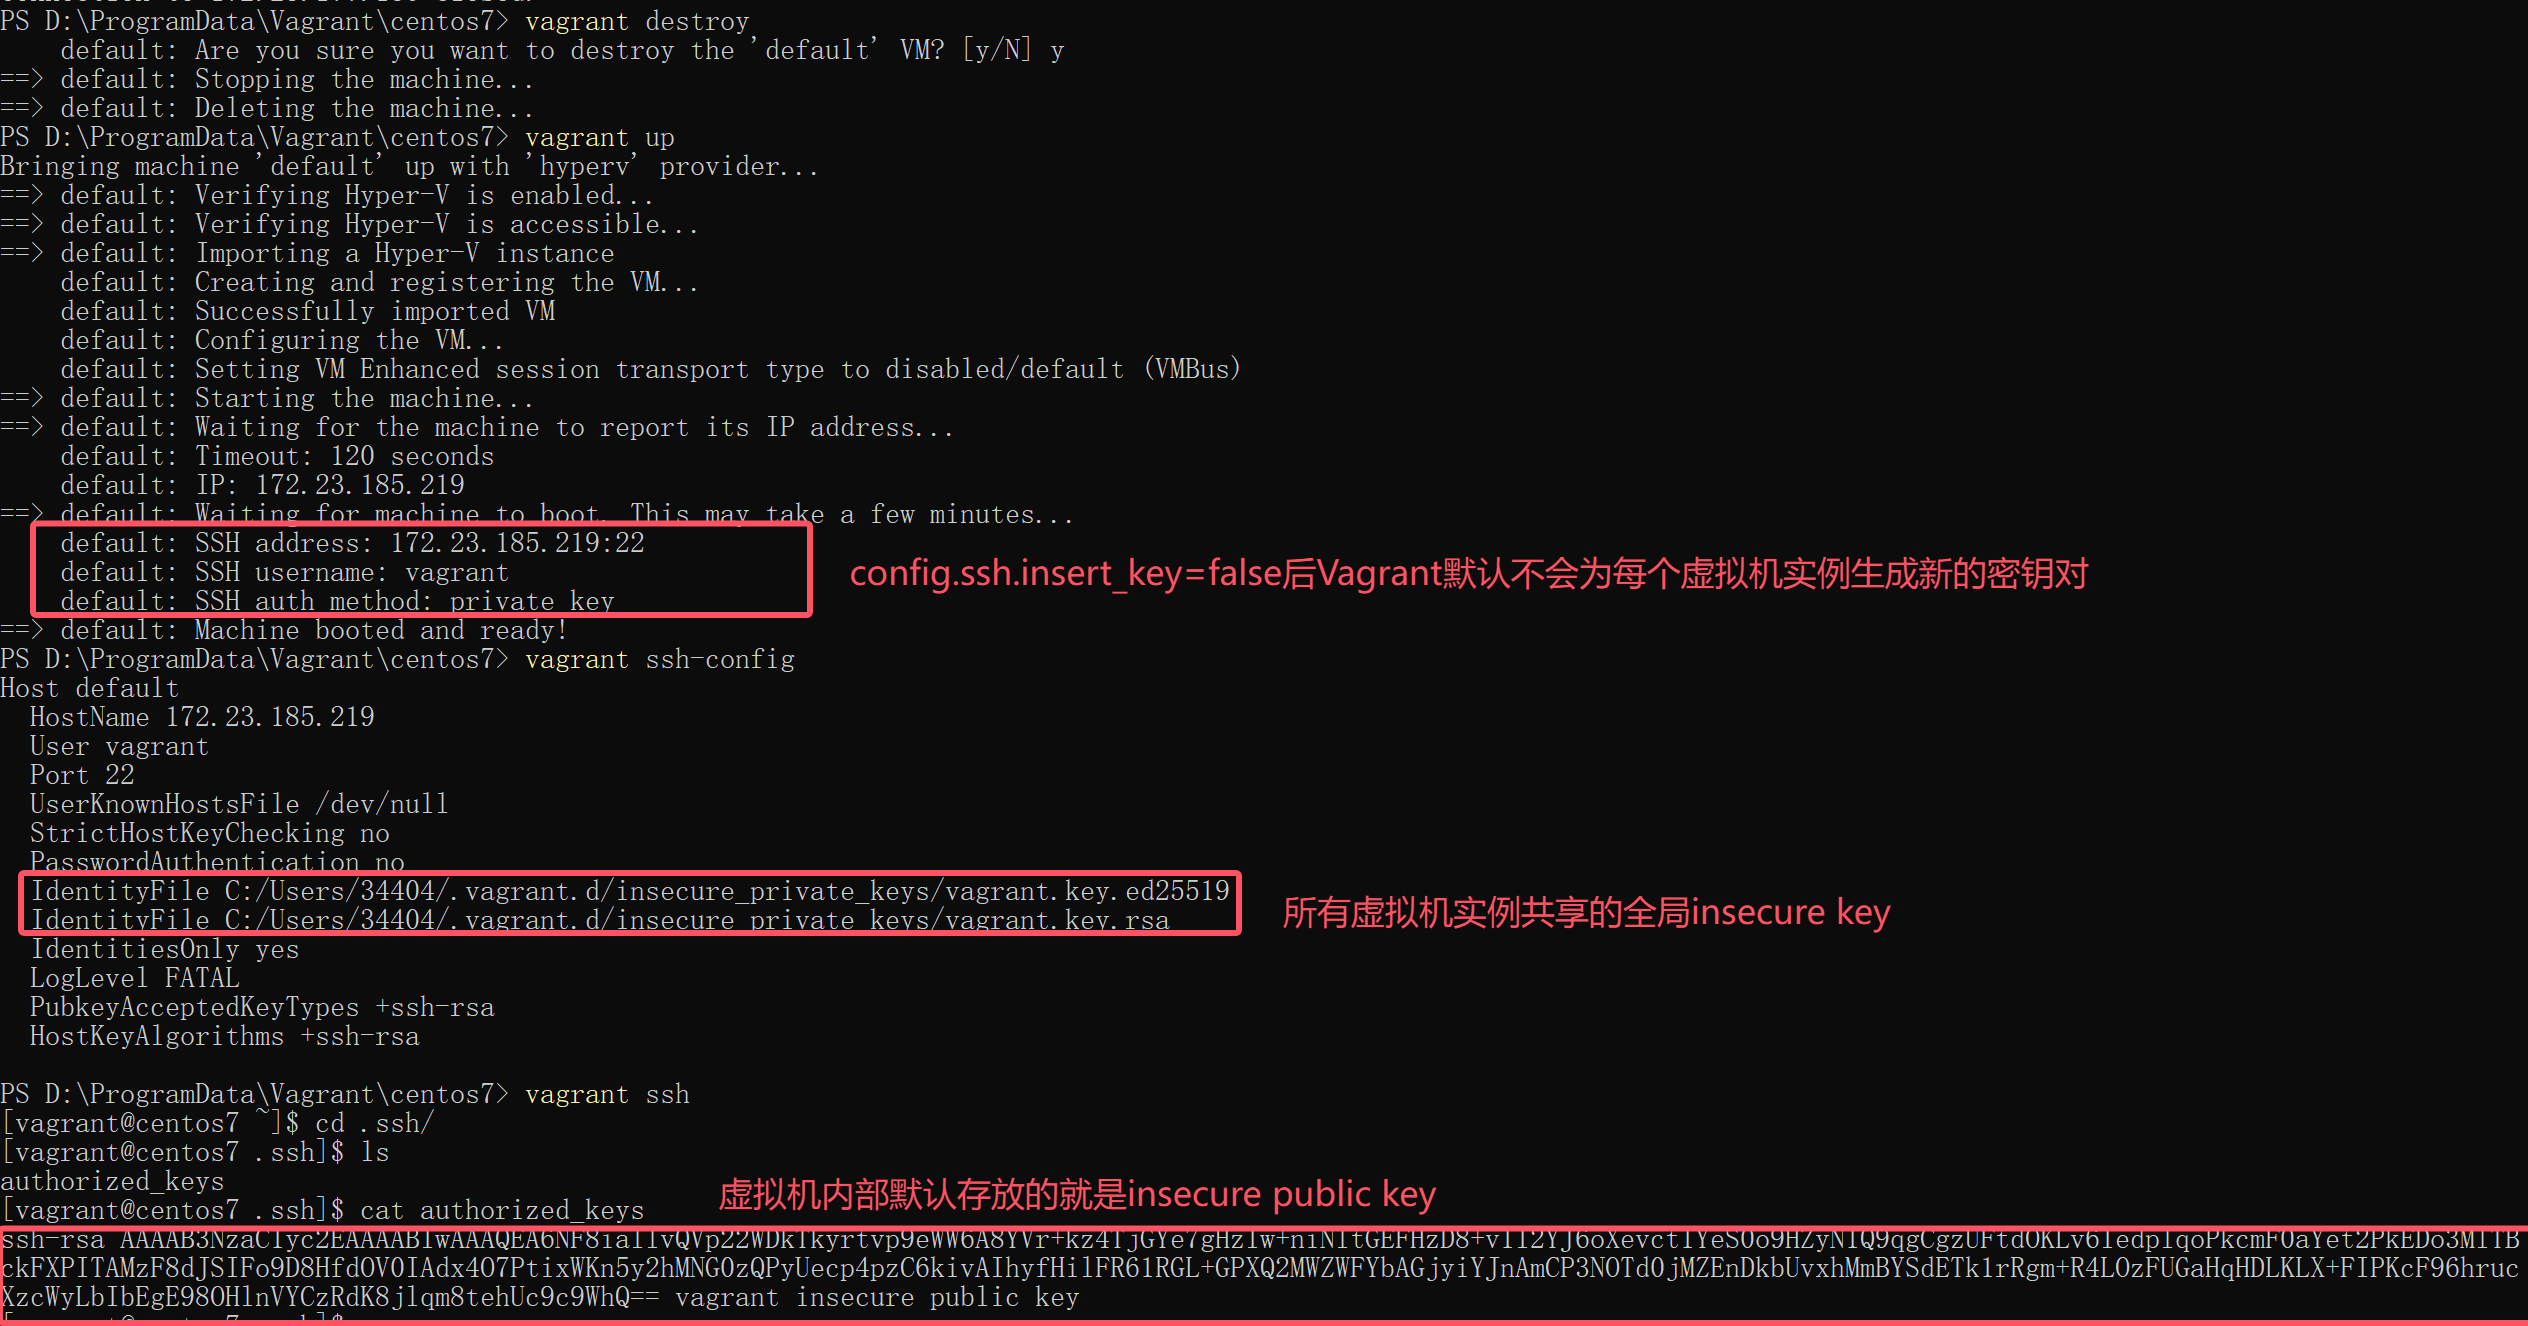 PS D:\ProgramData\Vagrant\centos7> vagrant destroy
    default: Are you sure you want to destroy the 'default' VM? [y/N] y
==> default: Stopping the machine...
==> default: Deleting the machine...
PS D:\ProgramData\Vagrant\centos7> vagrant up
Bringing machine 'default' up with 'hyperv' provider...
==> default: Verifying Hyper-V is enabled...
==> default: Verifying Hyper-V is accessible...
==> default: Importing a Hyper-V instance
    default: Creating and registering the VM...
    default: Successfully imported VM
    default: Configuring the VM...
    default: Setting VM Enhanced session transport type to disabled/default (VMBus)
==> default: Starting the machine...
==> default: Waiting for the machine to report its IP address...
    default: Timeout: 120 seconds
    default: IP: 172.23.185.219
==> default: Waiting for machine to boot. This may take a few minutes...
    default: SSH address: 172.23.185.219:22
    default: SSH username: vagrant
config.ssh.insert_key=false后Vagrant默认不会为每个虚拟机实例生成新的密钥对
    default: SSH auth method: private key
==> default: Machine booted and ready!
PS D:\ProgramData\Vagrant\centos7> vagrant ssh-config
Host default
  HostName 172.23.185.219
  User vagrant
  Port 22
  UserKnownHostsFile /dev/null
  StrictHostKeyChecking no
  PasswordAuthentication no
  IdentityFile C:/Users/34404/.vagrant.d/insecure_private_keys/vagrant.key.ed25519
  IdentityFile C:/Users/34404/.vagrant.d/insecure_private_keys/vagrant.key.rsa
所有虚拟机实例共享的全局insecure key
  IdentitiesOnly yes
  LogLevel FATAL
  PubkeyAcceptedKeyTypes +ssh-rsa
  HostKeyAlgorithms +ssh-rsa
PS D:\ProgramData\Vagrant\centos7> vagrant ssh
[vagrant@centos7 ~]$ cd .ssh/
[vagrant@centos7 .ssh]$ ls
authorized_keys
虚拟机内部默认存放的就是insecure public key
[vagrant@centos7 .ssh]$ cat authorized_keys
ssh-rsa AAAAB3NzaC1yc2EAAAABIwAAAQEA6NF8iallvQVp22WDkTkyrtvp9eWW6A8YVr+kz4TjGYe7gHzIw+niNltGEFHzD8+v1I2YJ6oXevct1YeS0o9HZyN1Q9qgCgzUFtdOKLv6IedplqoPkcmF0aYet2PkEDo3MlTB
ckFXPITAMzF8dJSIFo9D8HfdOV0IAdx4O7PtixWKn5y2hMNG0zQPyUecp4pzC6kivAIhyfHilFR61RGL+GPXQ2MWZWFYbAGjyiYJnAmCP3NOTd0jMZEnDkbUvxhMmBYSdETk1rRgm+R4LOzFUGaHqHDLKLX+FIPKcF96hruc
XzcWyLbIbEgE98OHlnVYCzRdK8jlqm8tehUc9c9WhQ== vagrant insecure public key